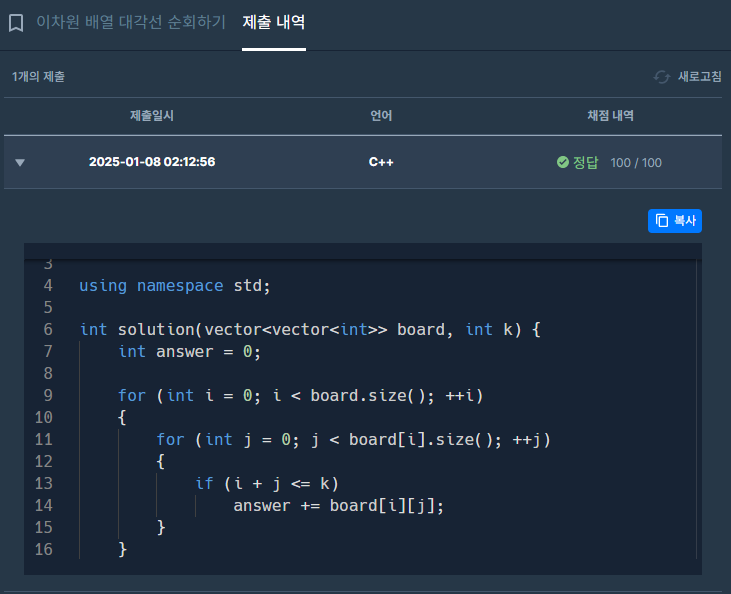 이차원 배열 대각선 순회하기 제출 내역
1개의 제출 새로고침
제출일시 언어 채점 내역
2025-01-08 02:12:56 C++ 정답 100 / 100
복사
3
4 using namespace std;
5
6 int solution(vector<vector<int>> board, int k) {
7 int answer = 0;
8
9 for (int i = 0; i < board.size(); ++i)
10 {
11 for (int j = 0; j < board[i].size(); ++j)
12 {
13 if (i + j <= k)
14 answer += board[i][j];
15 }
16 }